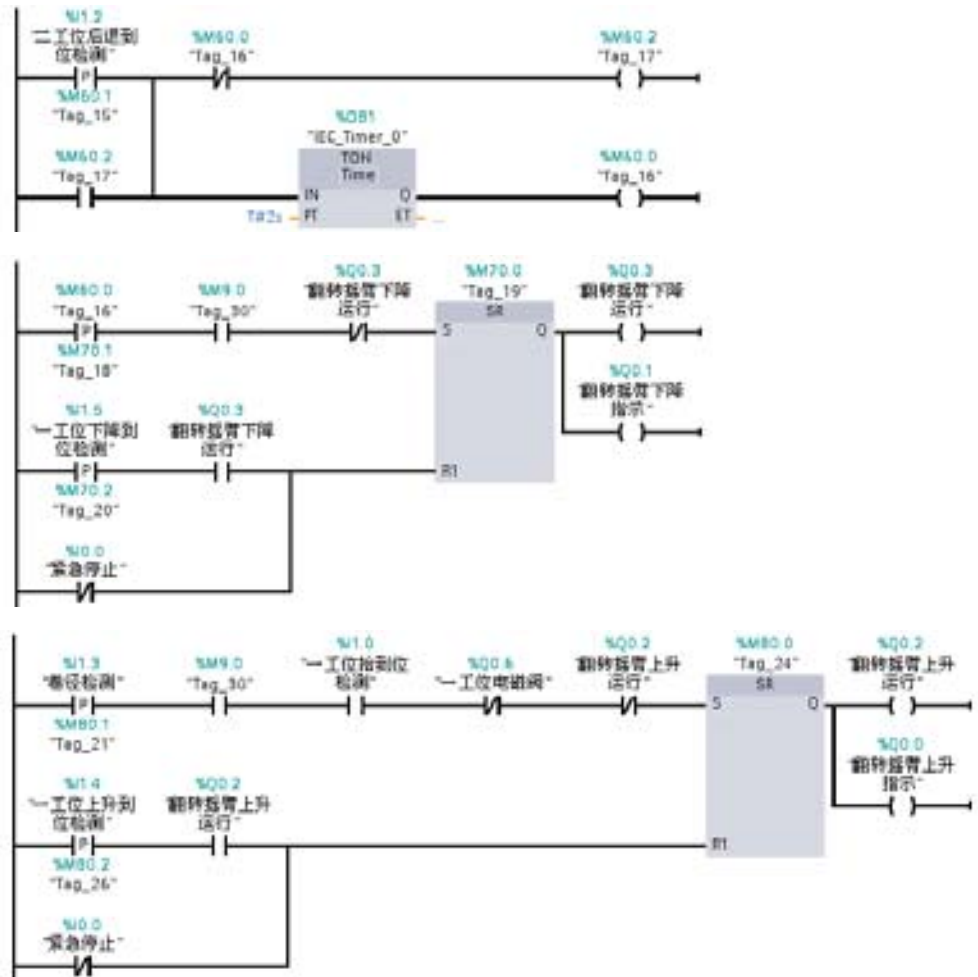 %I1.2
"二工位后退到
位检测"
%M60.0
"Tag_16"
%M60.2
"Tag_17"
P
%M60.1
"Tag_15"
%DB1
"IEC_Timer_0"
TON
Time
%M60.2
"Tag_17"
%M60.0
"Tag_16"
IN
Q
T#2s
PT
ET
...
%M60.0
"Tag_16"
%M9.0
"Tag_30"
%Q0.3
"翻转摇臂下降
运行"
%M70.0
"Tag_19"
SR
%Q0.3
"翻转摇臂下降
运行"
P
S
Q
%M70.1
"Tag_18"
%Q0.1
"翻转摇臂下降
指示"
%I1.5
"一工位下降到
位检测"
%Q0.3
"翻转摇臂下降
运行"
P
R1
%M70.2
"Tag_20"
%I0.0
"紧急停止"
%I1.3
"卷径检测"
%M9.0
"Tag_30"
%I1.0
"一工位抬到位
检测"
%Q0.6
"一工位电磁阀"
%Q0.2
"翻转摇臂上升
运行"
%M80.0
"Tag_24"
SR
%Q0.2
"翻转摇臂上升
运行"
P
S
Q
%M80.1
"Tag_21"
%Q0.0
"翻转摇臂上升
指示"
%I1.4
"一工位上升到
位检测"
%Q0.2
"翻转摇臂上升
运行"
P
R1
%M80.2
"Tag_26"
%I0.0
"紧急停止"